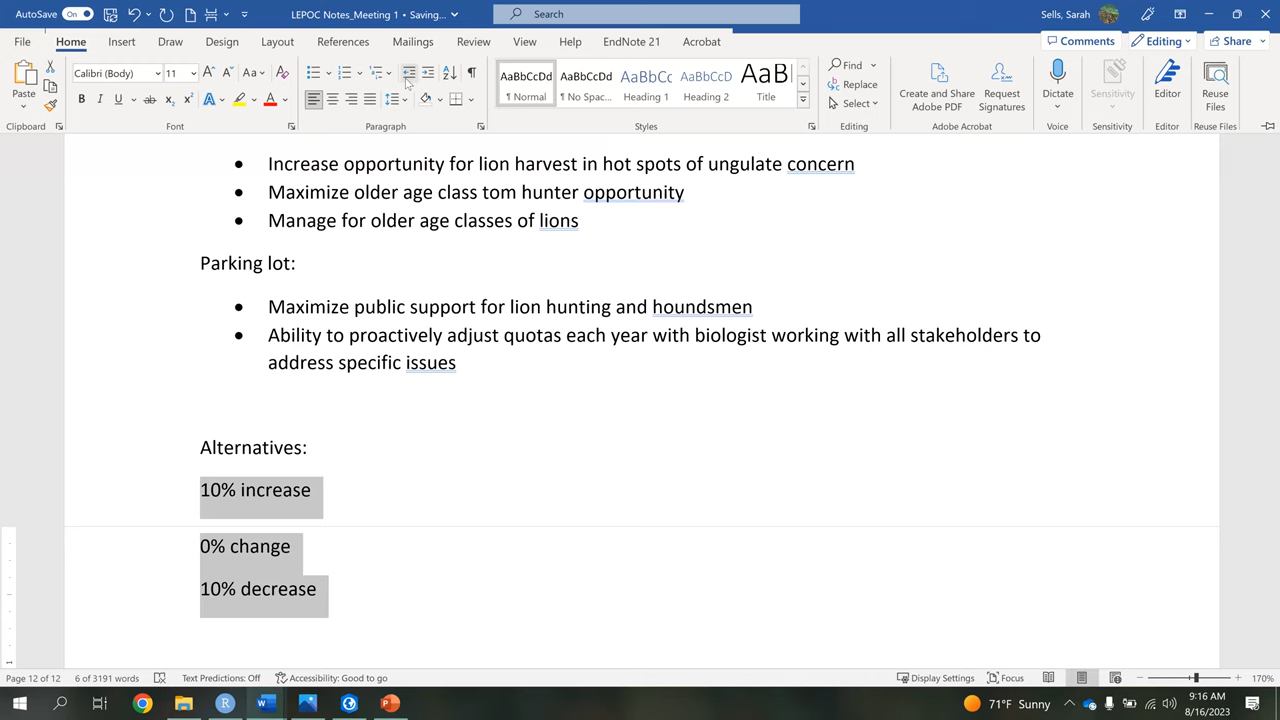 AutoSave On LEPOC Notes_Meeting 1 • Saving... Search Sells, Sarah
File Home Insert Draw Design Layout References Mailings Review View Help EndNote 21 Acrobat Comments Editing Share
Paste Calibri (Body) 11 Aa AaBbCcDd AaBbCcDd AaBbCc AaBbCcD AaB Find Replace Select Create and Share Adobe PDF Request Signatures Dictate Sensitivity Editor Reuse Files
B I U ab x₂ x² A A ¶ Normal ¶ No Spac... Heading 1 Heading 2 Title
Clipboard Font Paragraph Styles Editing Adobe Acrobat Voice Sensitivity Editor Reuse Files
• Increase opportunity for lion harvest in hot spots of ungulate concern
• Maximize older age class tom hunter opportunity
• Manage for older age classes of lions
Parking lot:
• Maximize public support for lion hunting and houndsmen
• Ability to proactively adjust quotas each year with biologist working with all stakeholders to
address specific issues
Alternatives:
10% increase
0% change
10% decrease
Page 12 of 12 6 of 3191 words Text Predictions: Off Accessibility: Good to go Display Settings Focus 170%
71°F Sunny 9:16 AM
8/16/2023